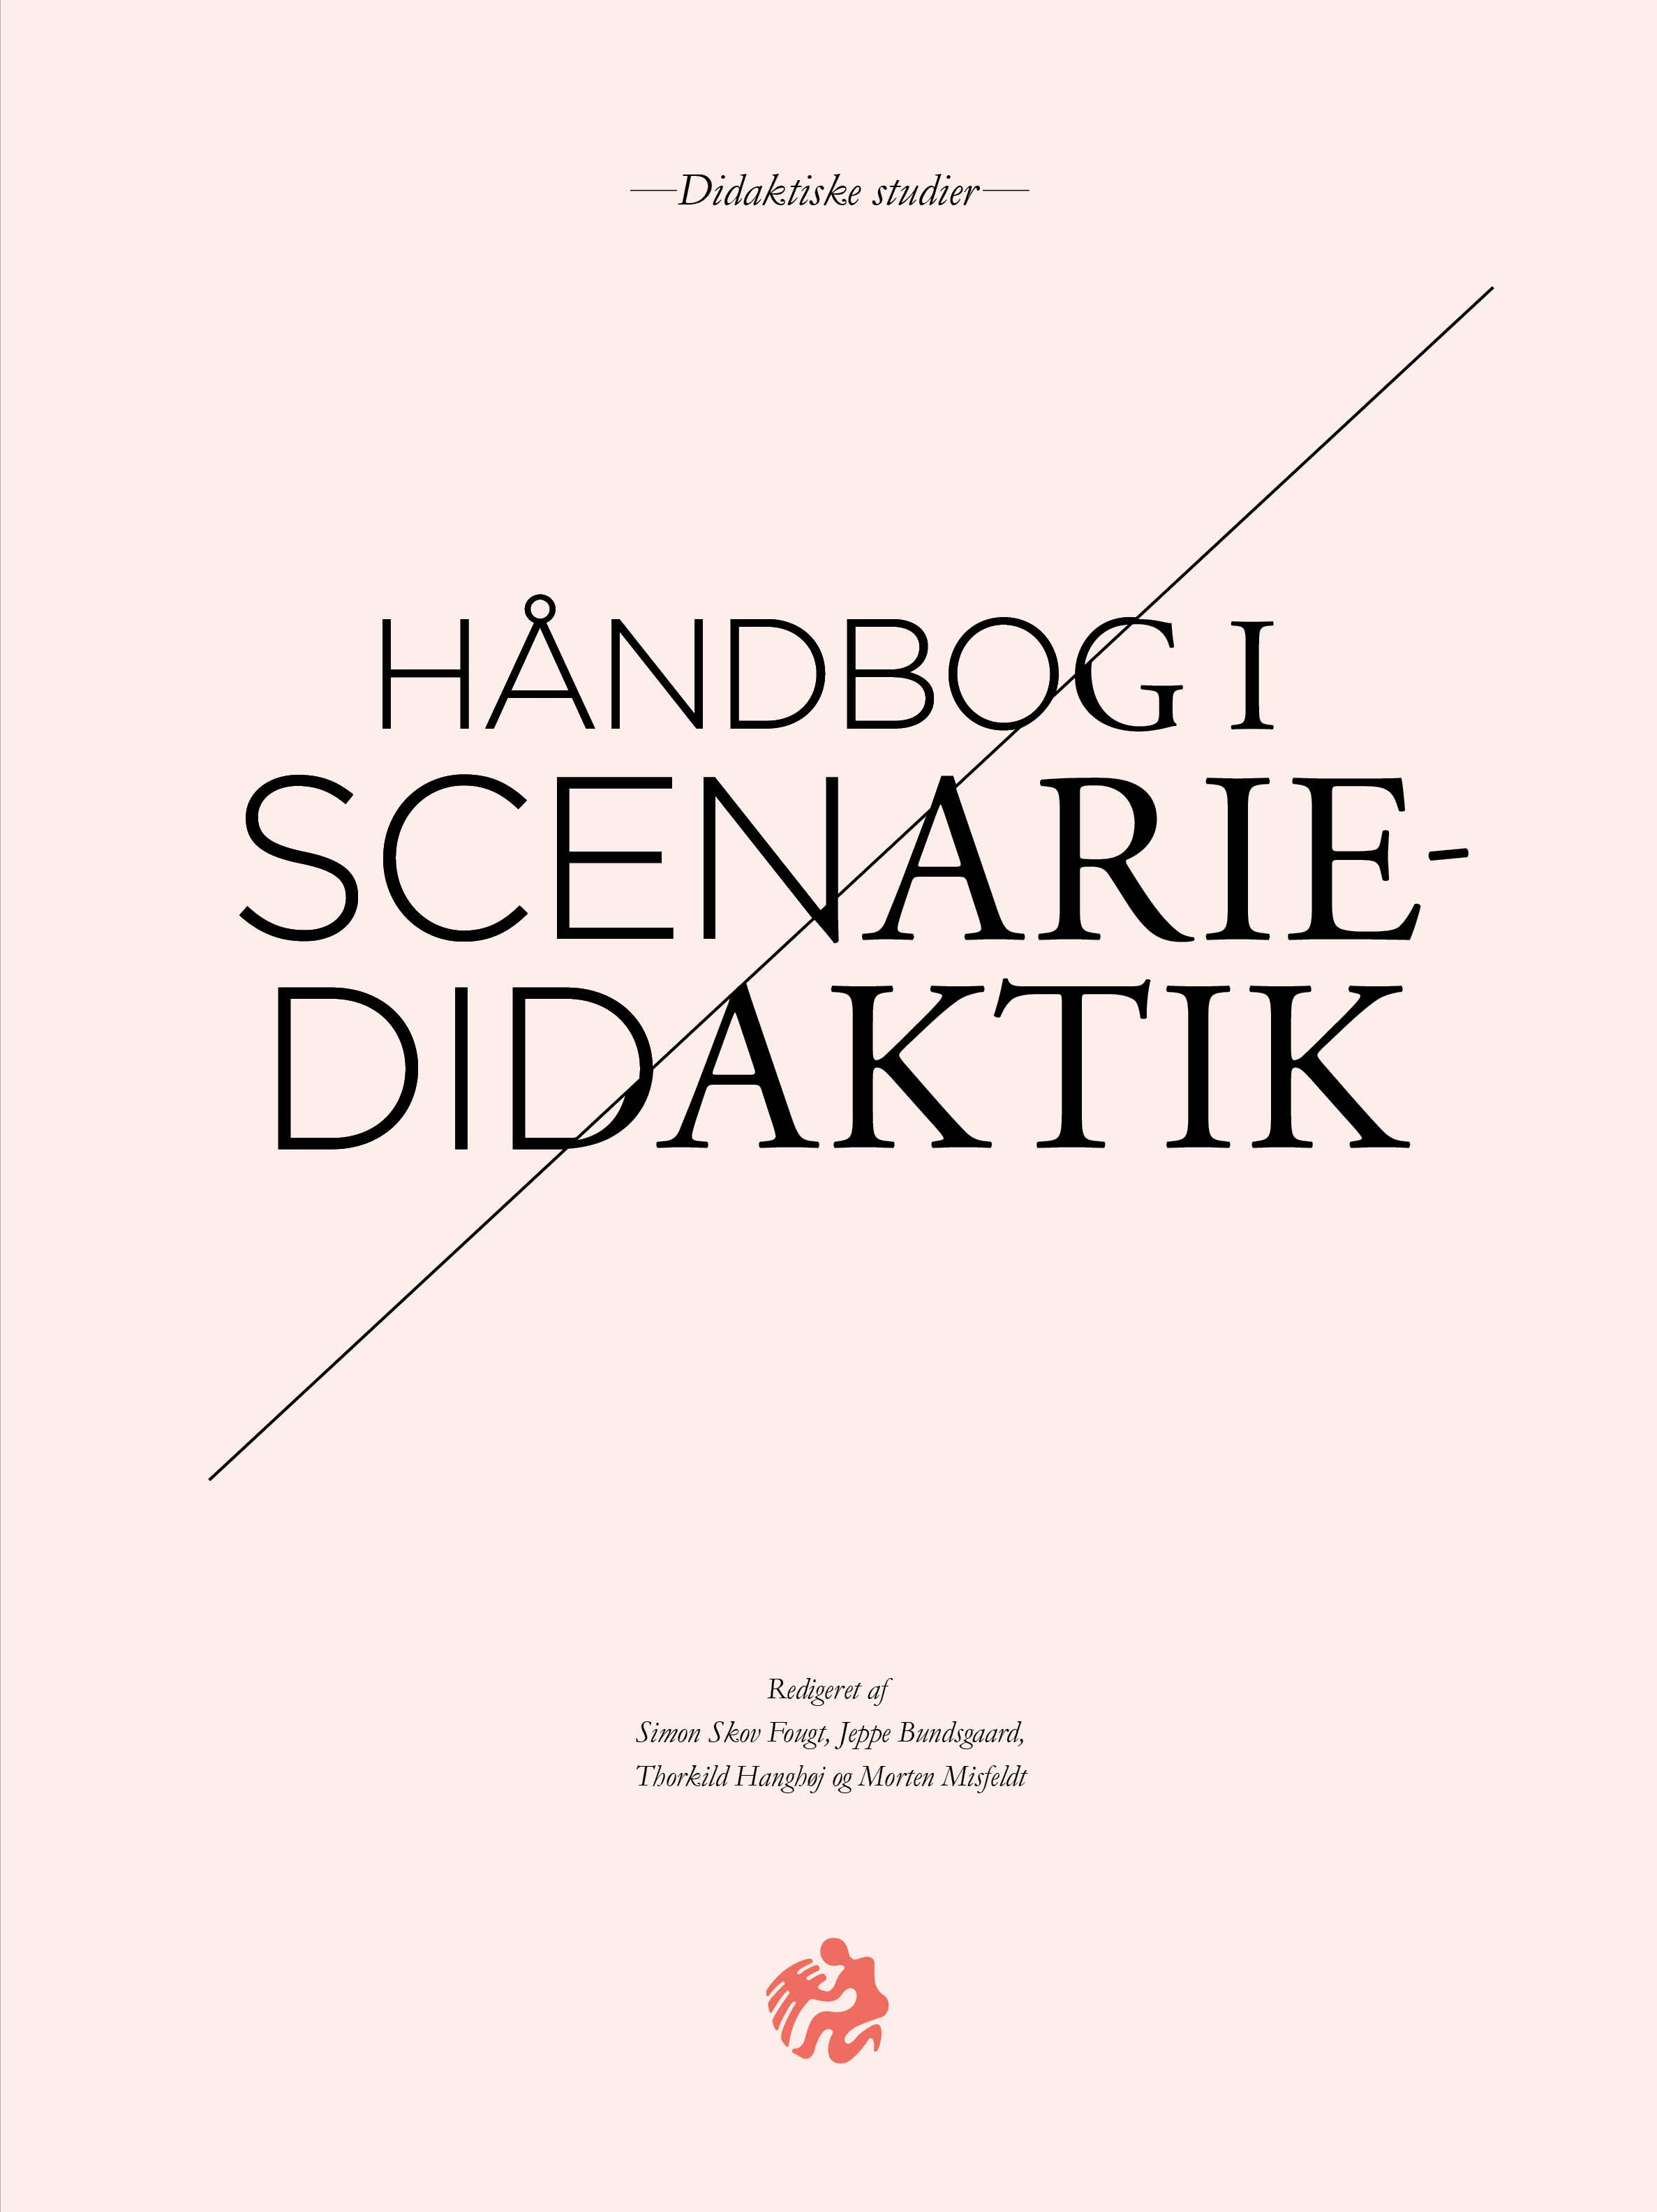 Didaktiske studier
HÅNDBOG I
SCENARIE-
DIDAKTIK
Redigeret af
Simon Skov Fougt, Jeppe Bundsgaard,
Thorkild Hanghøj og Morten Misfeldt